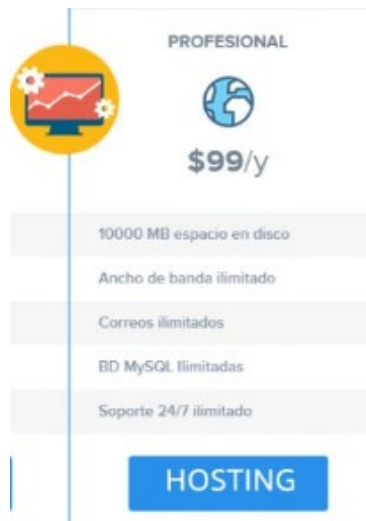 PROFESIONAL
$99/y
10000 MB espacio en disco
Ancho de banda ilimitado
Correos ilimitados
BD MySQL Ilimitadas
Soporte 24/7 ilimitado
HOSTING